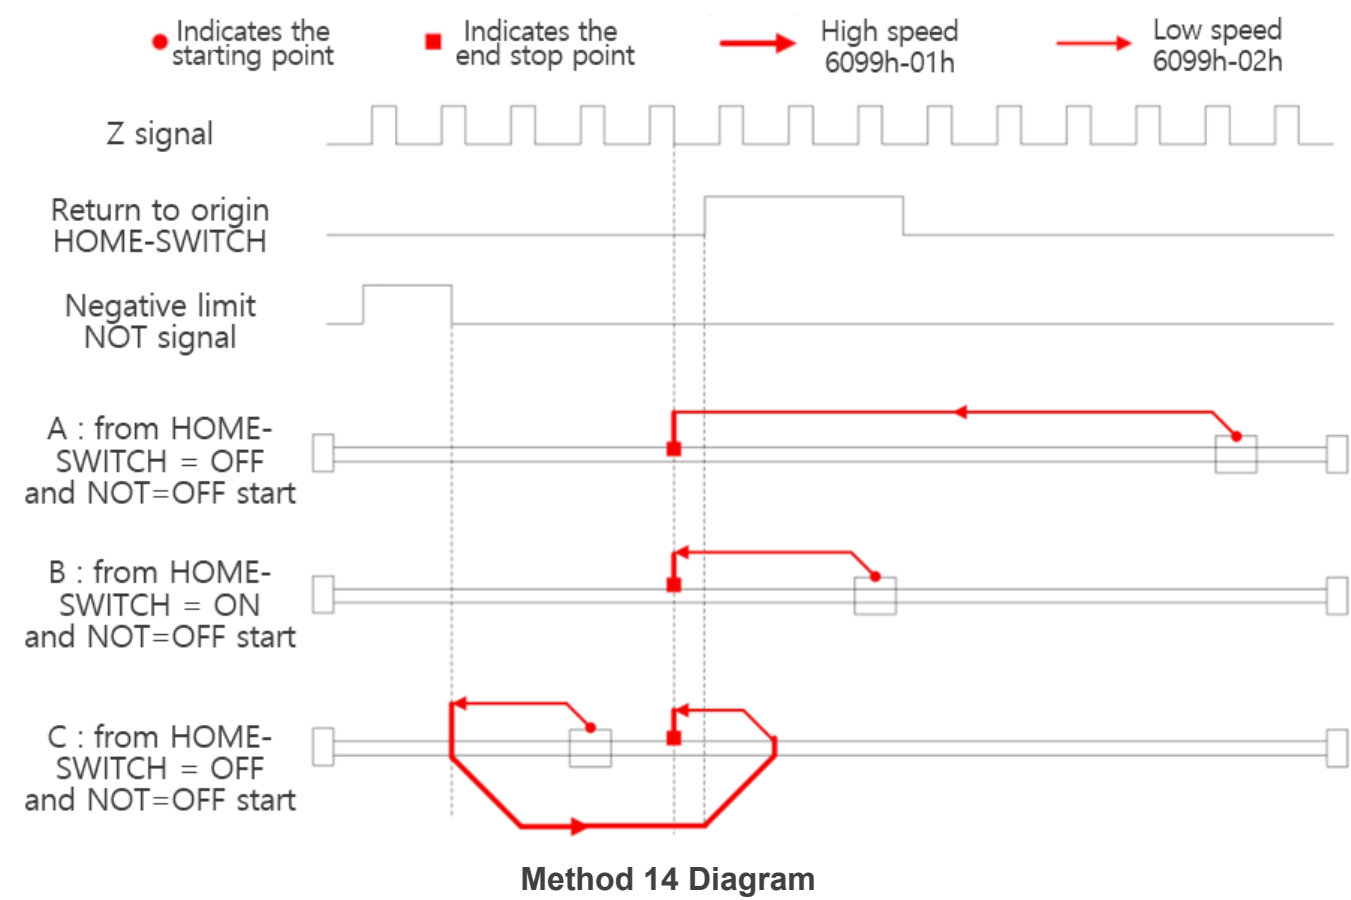 Indicates the
starting point
Indicates the
end stop point
High speed
6099h-01h
Low speed
6099h-02h
Z signal
Return to origin
HOME-SWITCH
Negative limit
NOT signal
A : from HOME-
SWITCH = OFF
and NOT=OFF start
B : from HOME-
SWITCH = ON
and NOT=OFF start
C : from HOME-
SWITCH = OFF
and NOT=OFF start
Method 14 Diagram